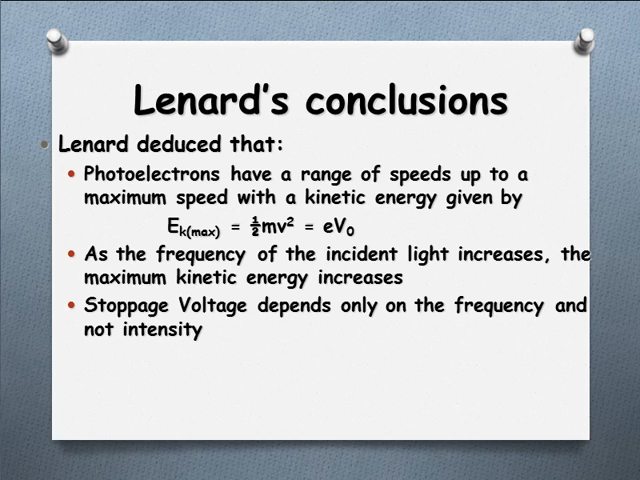 Lenard's conclusions
• Lenard deduced that:
• Photoelectrons have a range of speeds up to a
maximum speed with a kinetic energy given by
Eₖ₍ₘₐₓ₎ = ½mv² = eV₀
• As the frequency of the incident light increases, the
maximum kinetic energy increases
• Stoppage Voltage depends only on the frequency and
not intensity